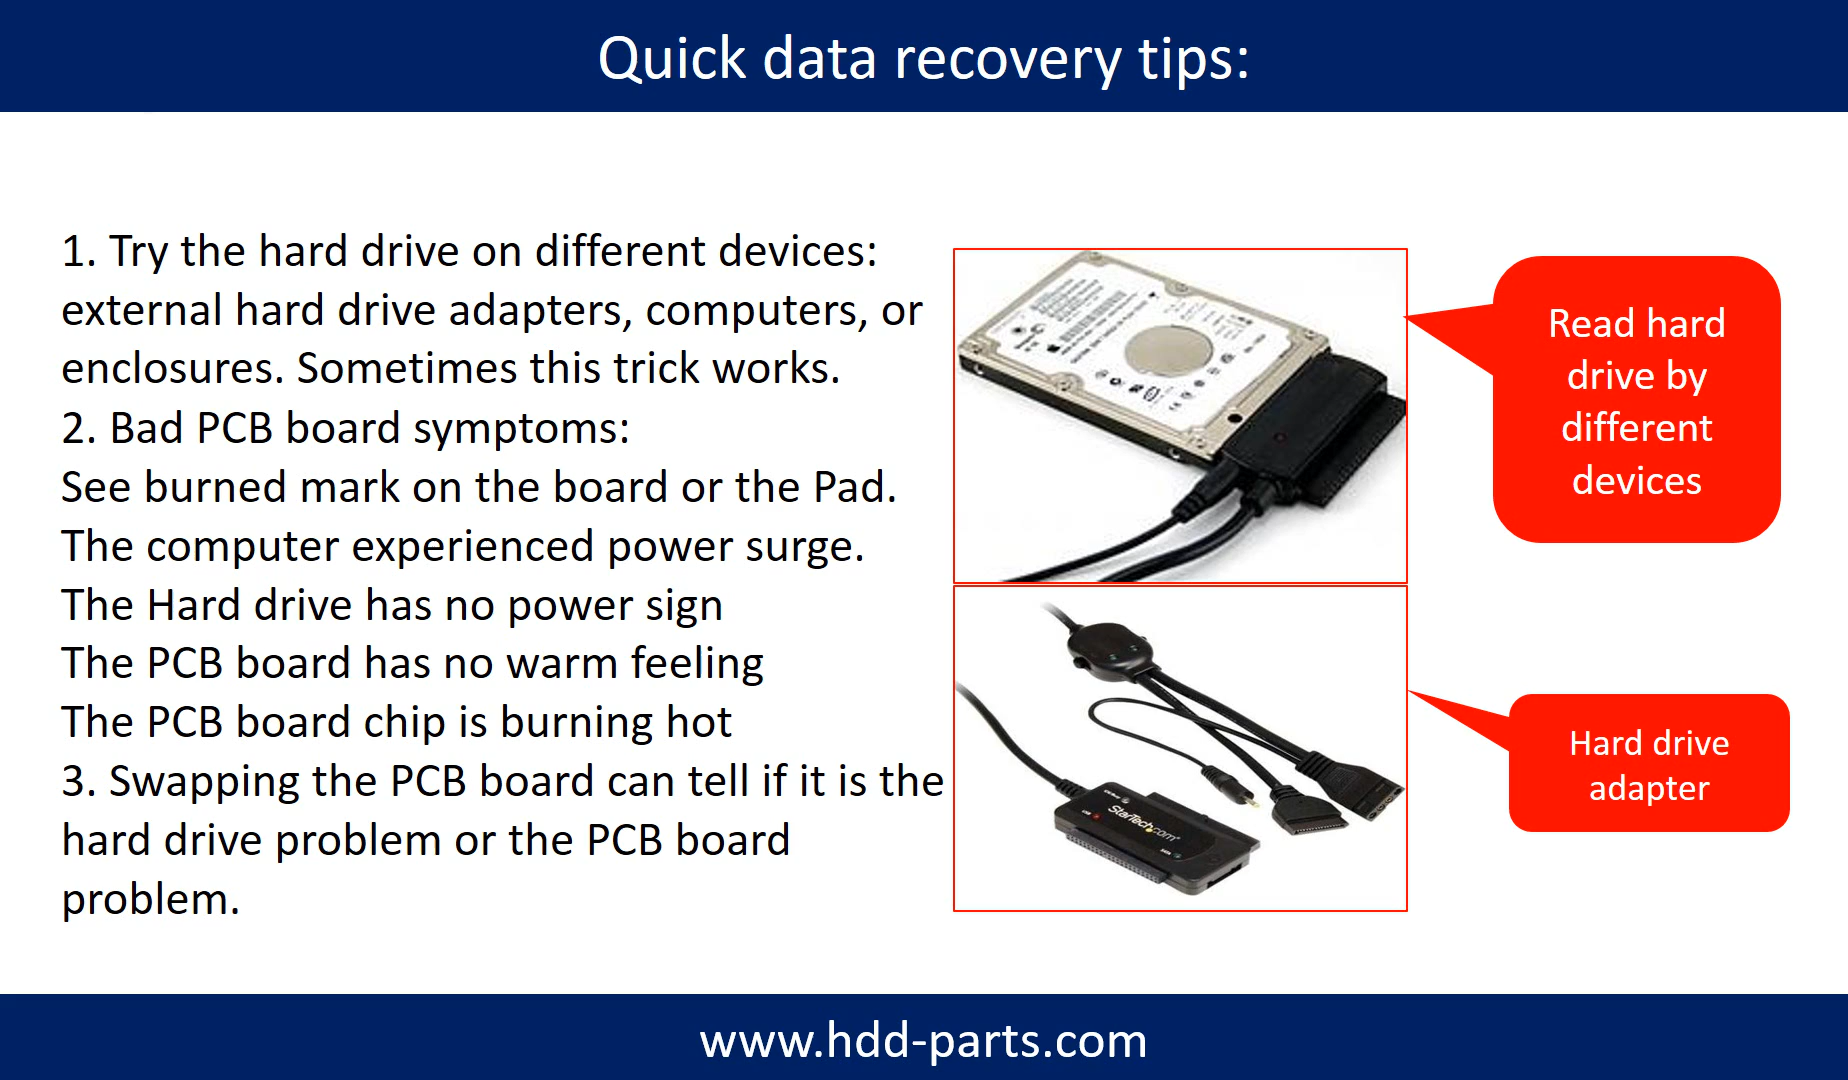 Quick data recovery tips:
1. Try the hard drive on different devices:
external hard drive adapters, computers, or
enclosures. Sometimes this trick works.
2. Bad PCB board symptoms:
See burned mark on the board or the Pad.
The computer experienced power surge.
The Hard drive has no power sign
The PCB board has no warm feeling
The PCB board chip is burning hot
3. Swapping the PCB board can tell if it is the
hard drive problem or the PCB board
problem.
Read hard
drive by
different
devices
StarTech.com
Hard drive
adapter
www.hdd-parts.com